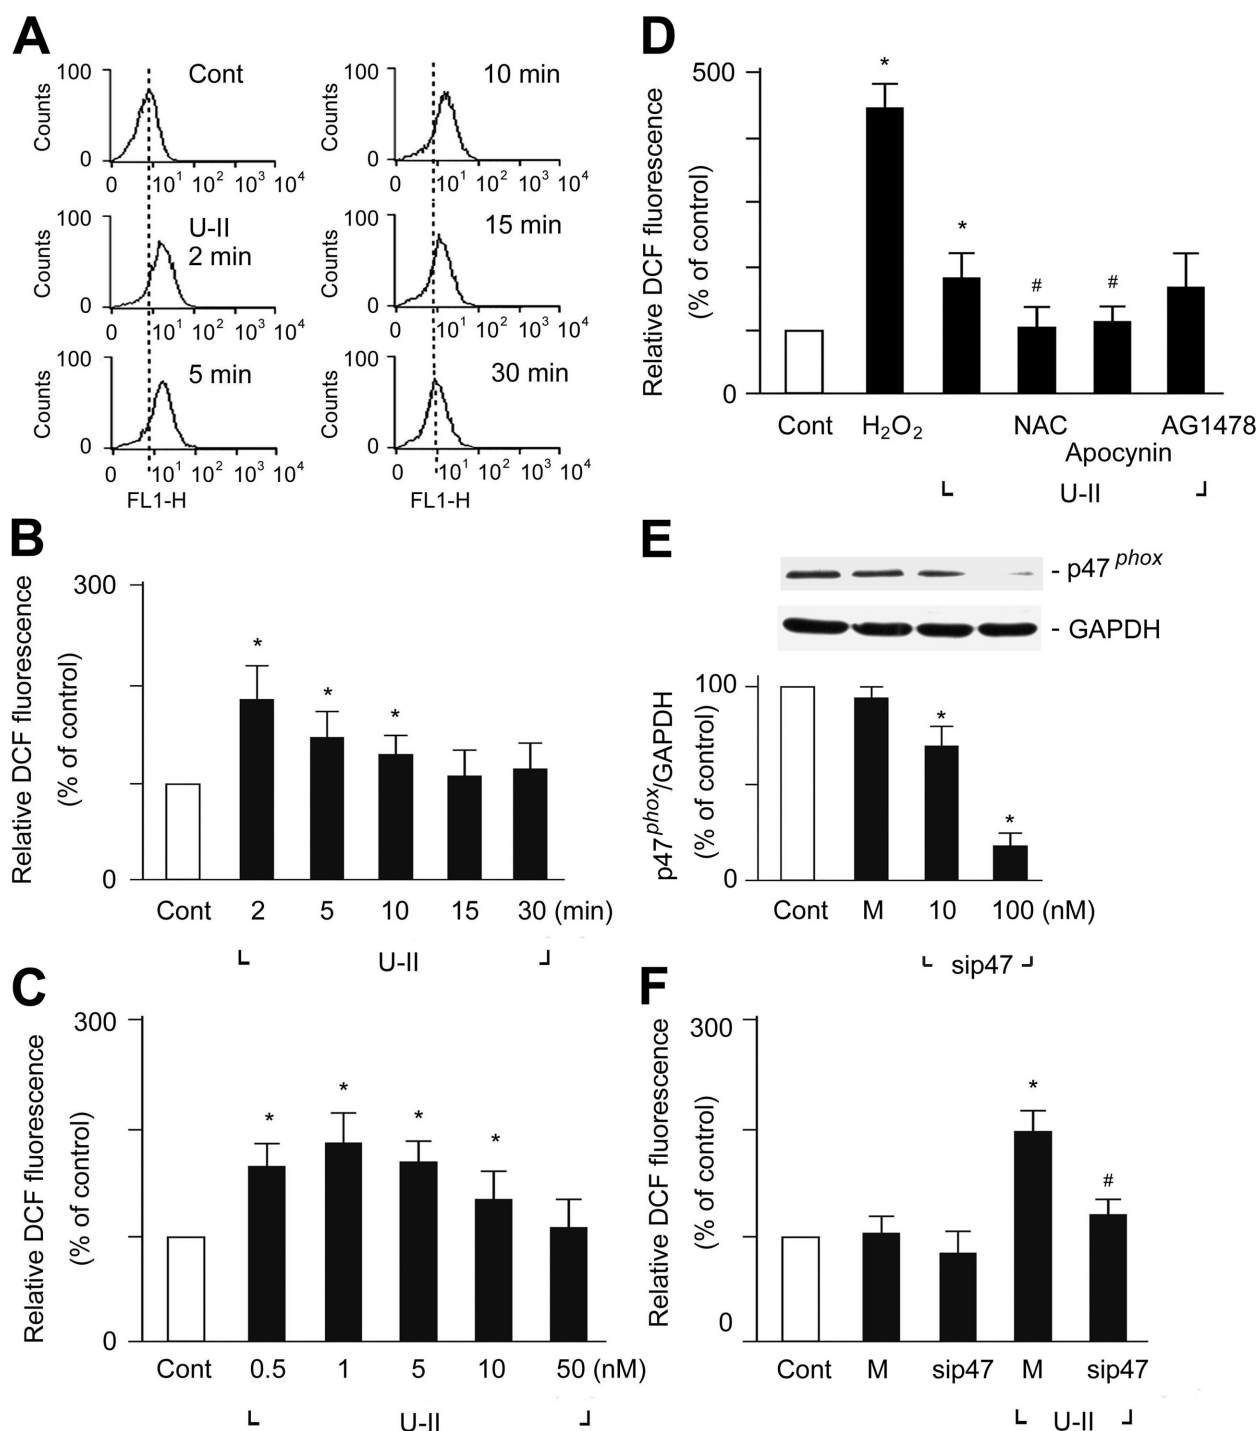 A
100
Counts
0
Cont
0 10¹ 10² 10³ 10⁴
100
Counts
0
U-II
2 min
0 10¹ 10² 10³ 10⁴
100
Counts
0
5 min
0 10¹ 10² 10³ 10⁴
FL1-H
100
Counts
0
10 min
0 10¹ 10² 10³ 10⁴
100
Counts
0
15 min
0 10¹ 10² 10³ 10⁴
100
Counts
0
30 min
0 10¹ 10² 10³ 10⁴
FL1-H
B
Relative DCF fluorescence
(% of control)
300
0
* * *
Cont 2 5 10 15 30 (min)
U-II
C
Relative DCF fluorescence
(% of control)
300
0
* * * *
Cont 0.5 1 5 10 50 (nM)
U-II
D
Relative DCF fluorescence
(% of control)
500
0
* * # #
Cont H₂O₂ NAC AG1478
Apocynin
U-II
E
- p47 phox
- GAPDH
p47phox/GAPDH
(% of control)
100
0
* *
Cont M 10 100 (nM)
sip47
F
Relative DCF fluorescence
(% of control)
300
0
* #
Cont M sip47 M sip47
U-II